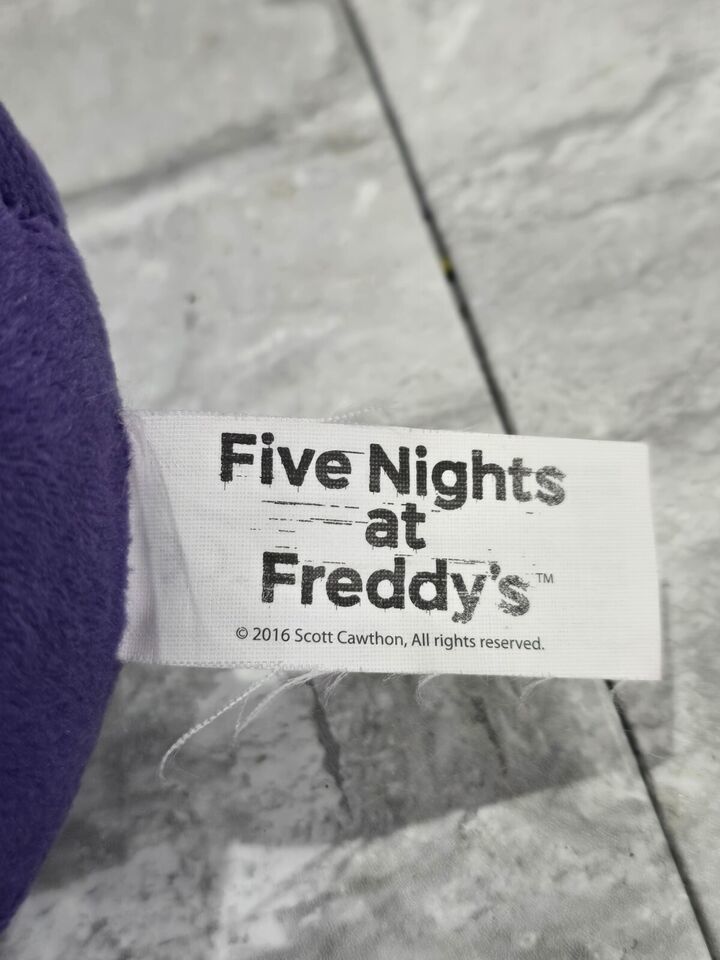 Five Nights
at
Freddy's™
© 2016 Scott Cawthon, All rights reserved.